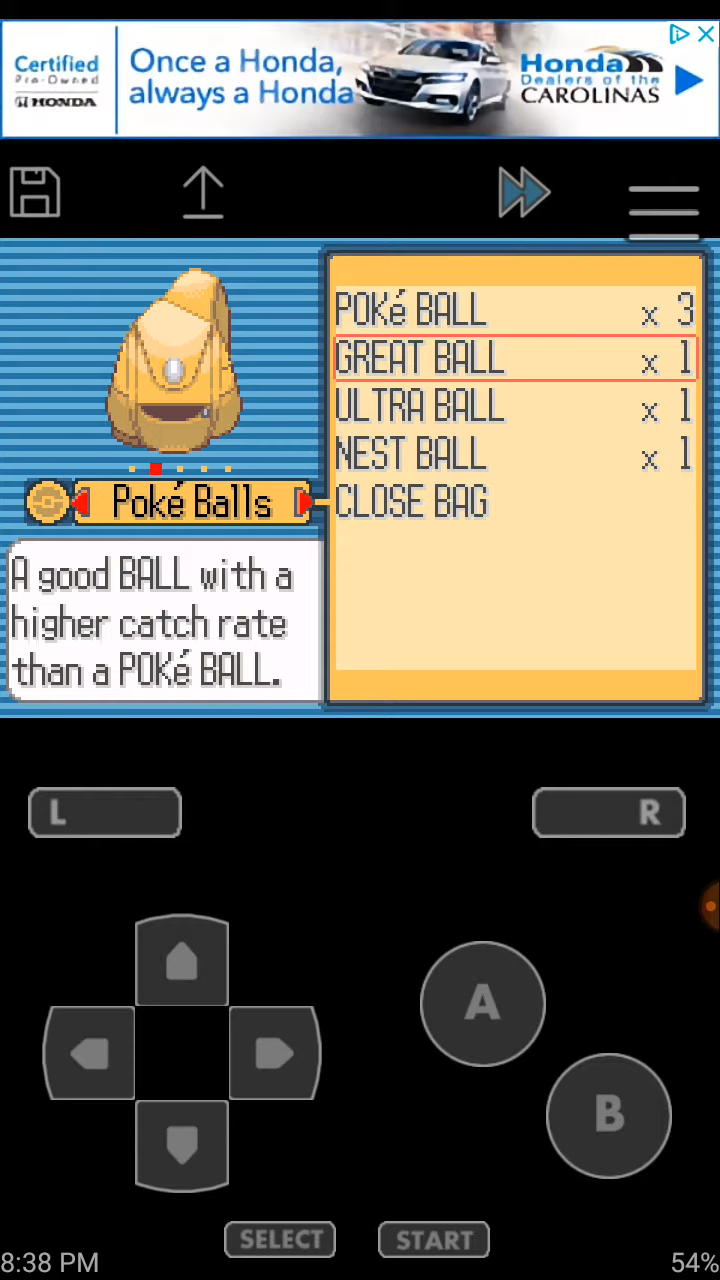 Certified
Pre-Owned
HONDA
Once a Honda,
always a Honda
Honda
Dealers of the
CAROLINAS
POKé BALL x 3
GREAT BALL x 1
ULTRA BALL x 1
NEST BALL x 1
CLOSE BAG
Poké Balls
A good BALL with a
higher catch rate
than a POKé BALL.
L
R
A
B
SELECT
START
8:38 PM
54%